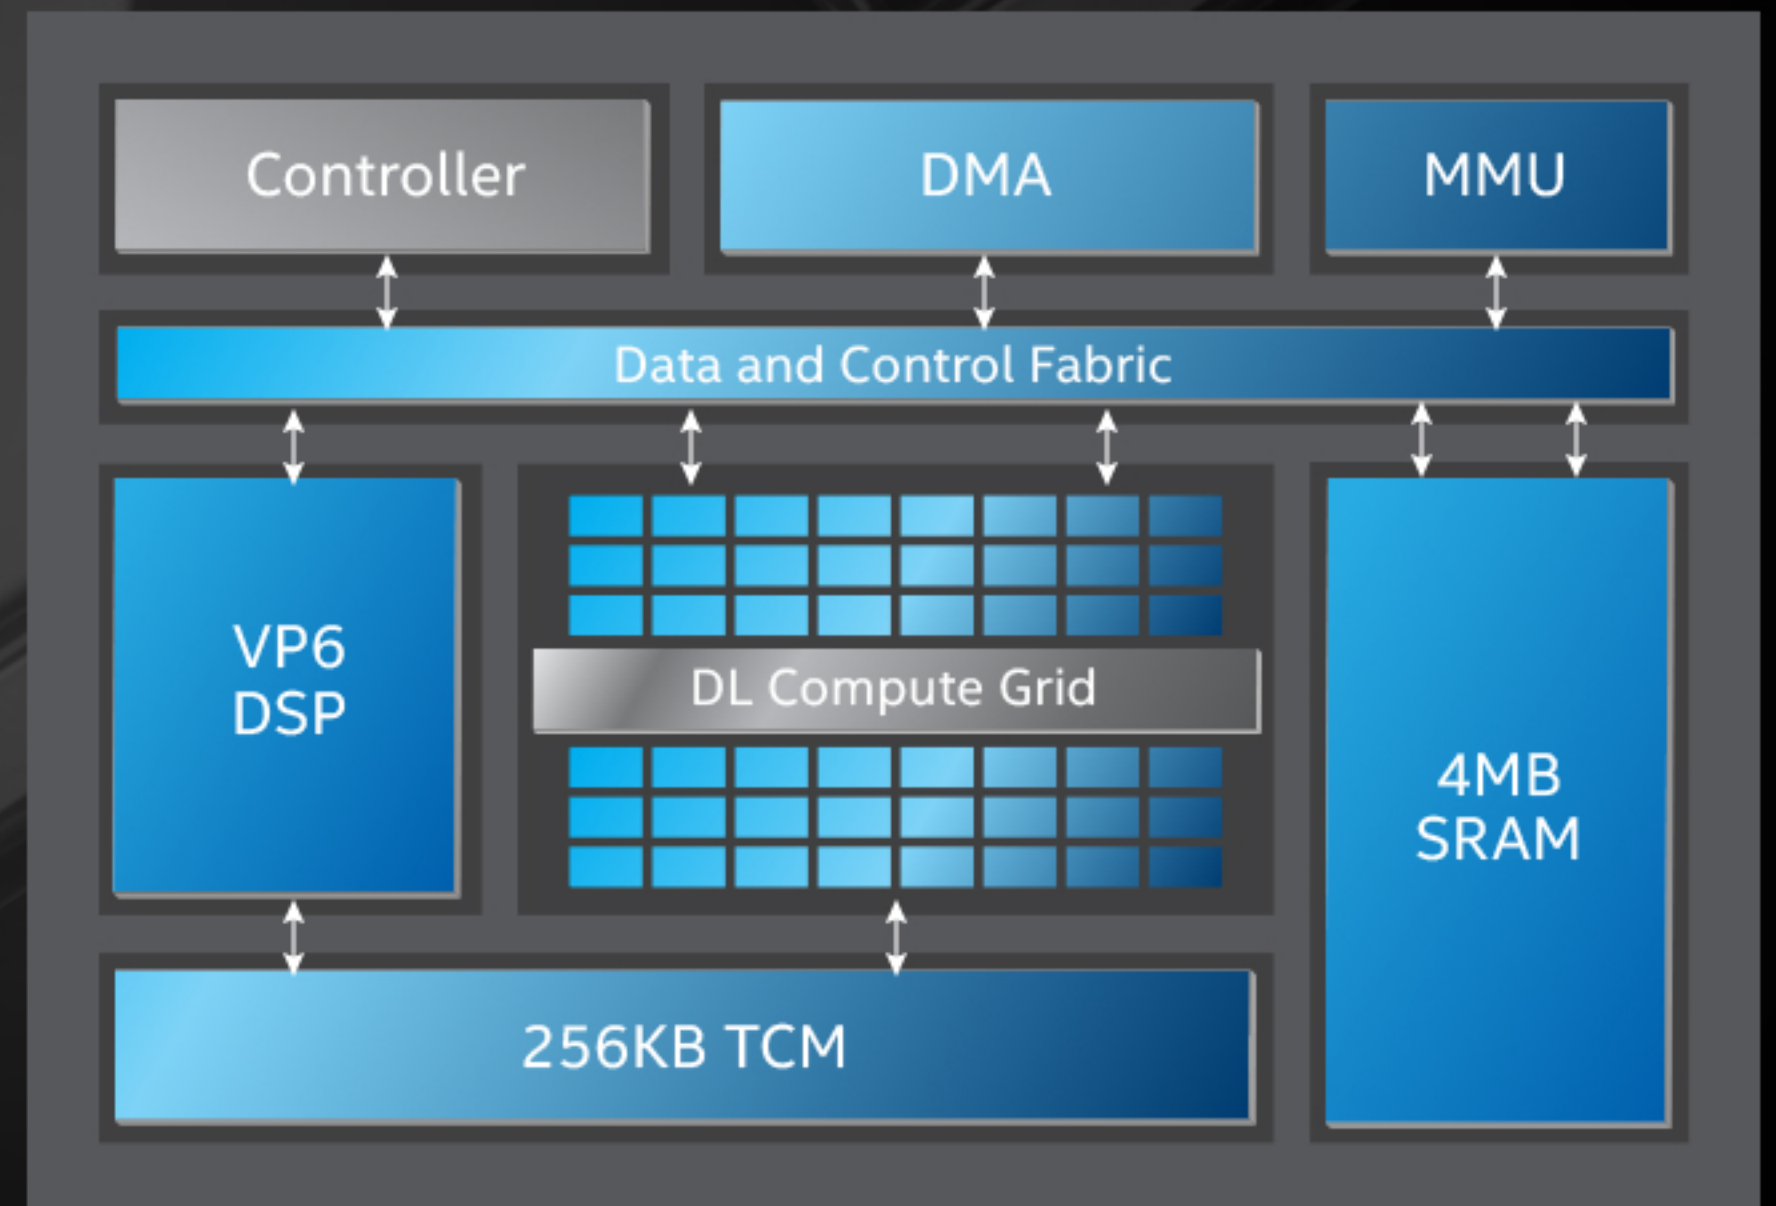 Controller
DMA
MMU
Data and Control Fabric
VP6
DSP
DL Compute Grid
4MB
SRAM
256KB TCM